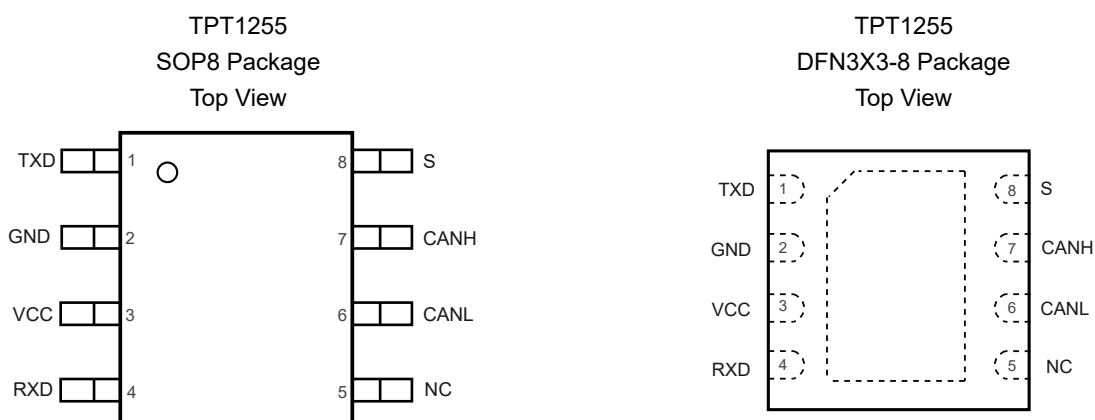 TPT1255
SOP8 Package
Top View
TXD 1 8 S
GND 2 7 CANH
VCC 3 6 CANL
RXD 4 5 NC
TPT1255
DFN3X3-8 Package
Top View
TXD 1 8 S
GND 2 7 CANH
VCC 3 6 CANL
RXD 4 5 NC